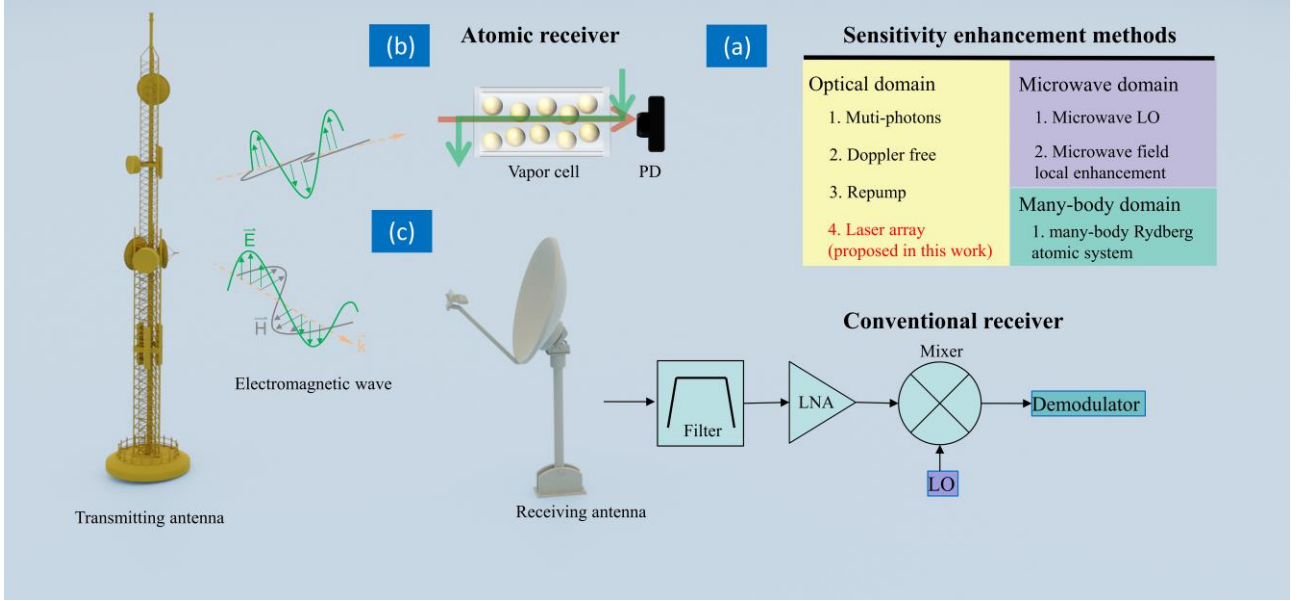 (b)
Atomic receiver
Vapor cell
PD
(a)
Sensitivity enhancement methods
Optical domain
1. Muti-photons
2. Doppler free
3. Repump
4. Laser array
(proposed in this work)
Microwave domain
1. Microwave LO
2. Microwave field
local enhancement
Many-body domain
1. many-body Rydberg
atomic system
(c)
E
H
k
Electromagnetic wave
Transmitting antenna
Receiving antenna
Conventional receiver
Filter
LNA
Mixer
LO
Demodulator